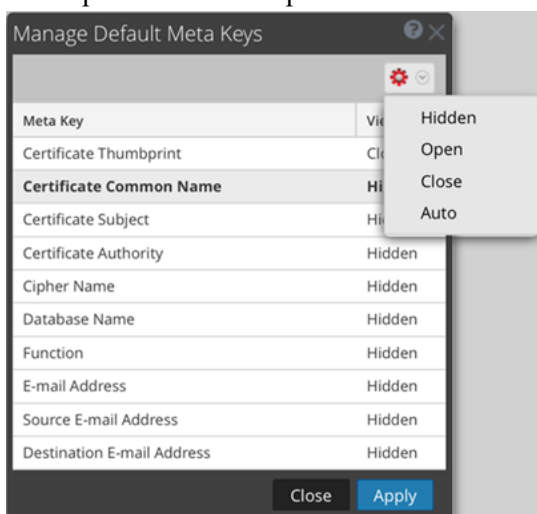 Manage Default Meta Keys
Hidden
Open
Close
Auto
Meta Key
Certificate Thumbprint
Certificate Common Name
Certificate Subject
Certificate Authority Hidden
Cipher Name Hidden
Database Name Hidden
Function Hidden
E-mail Address Hidden
Source E-mail Address Hidden
Destination E-mail Address Hidden
Close Apply